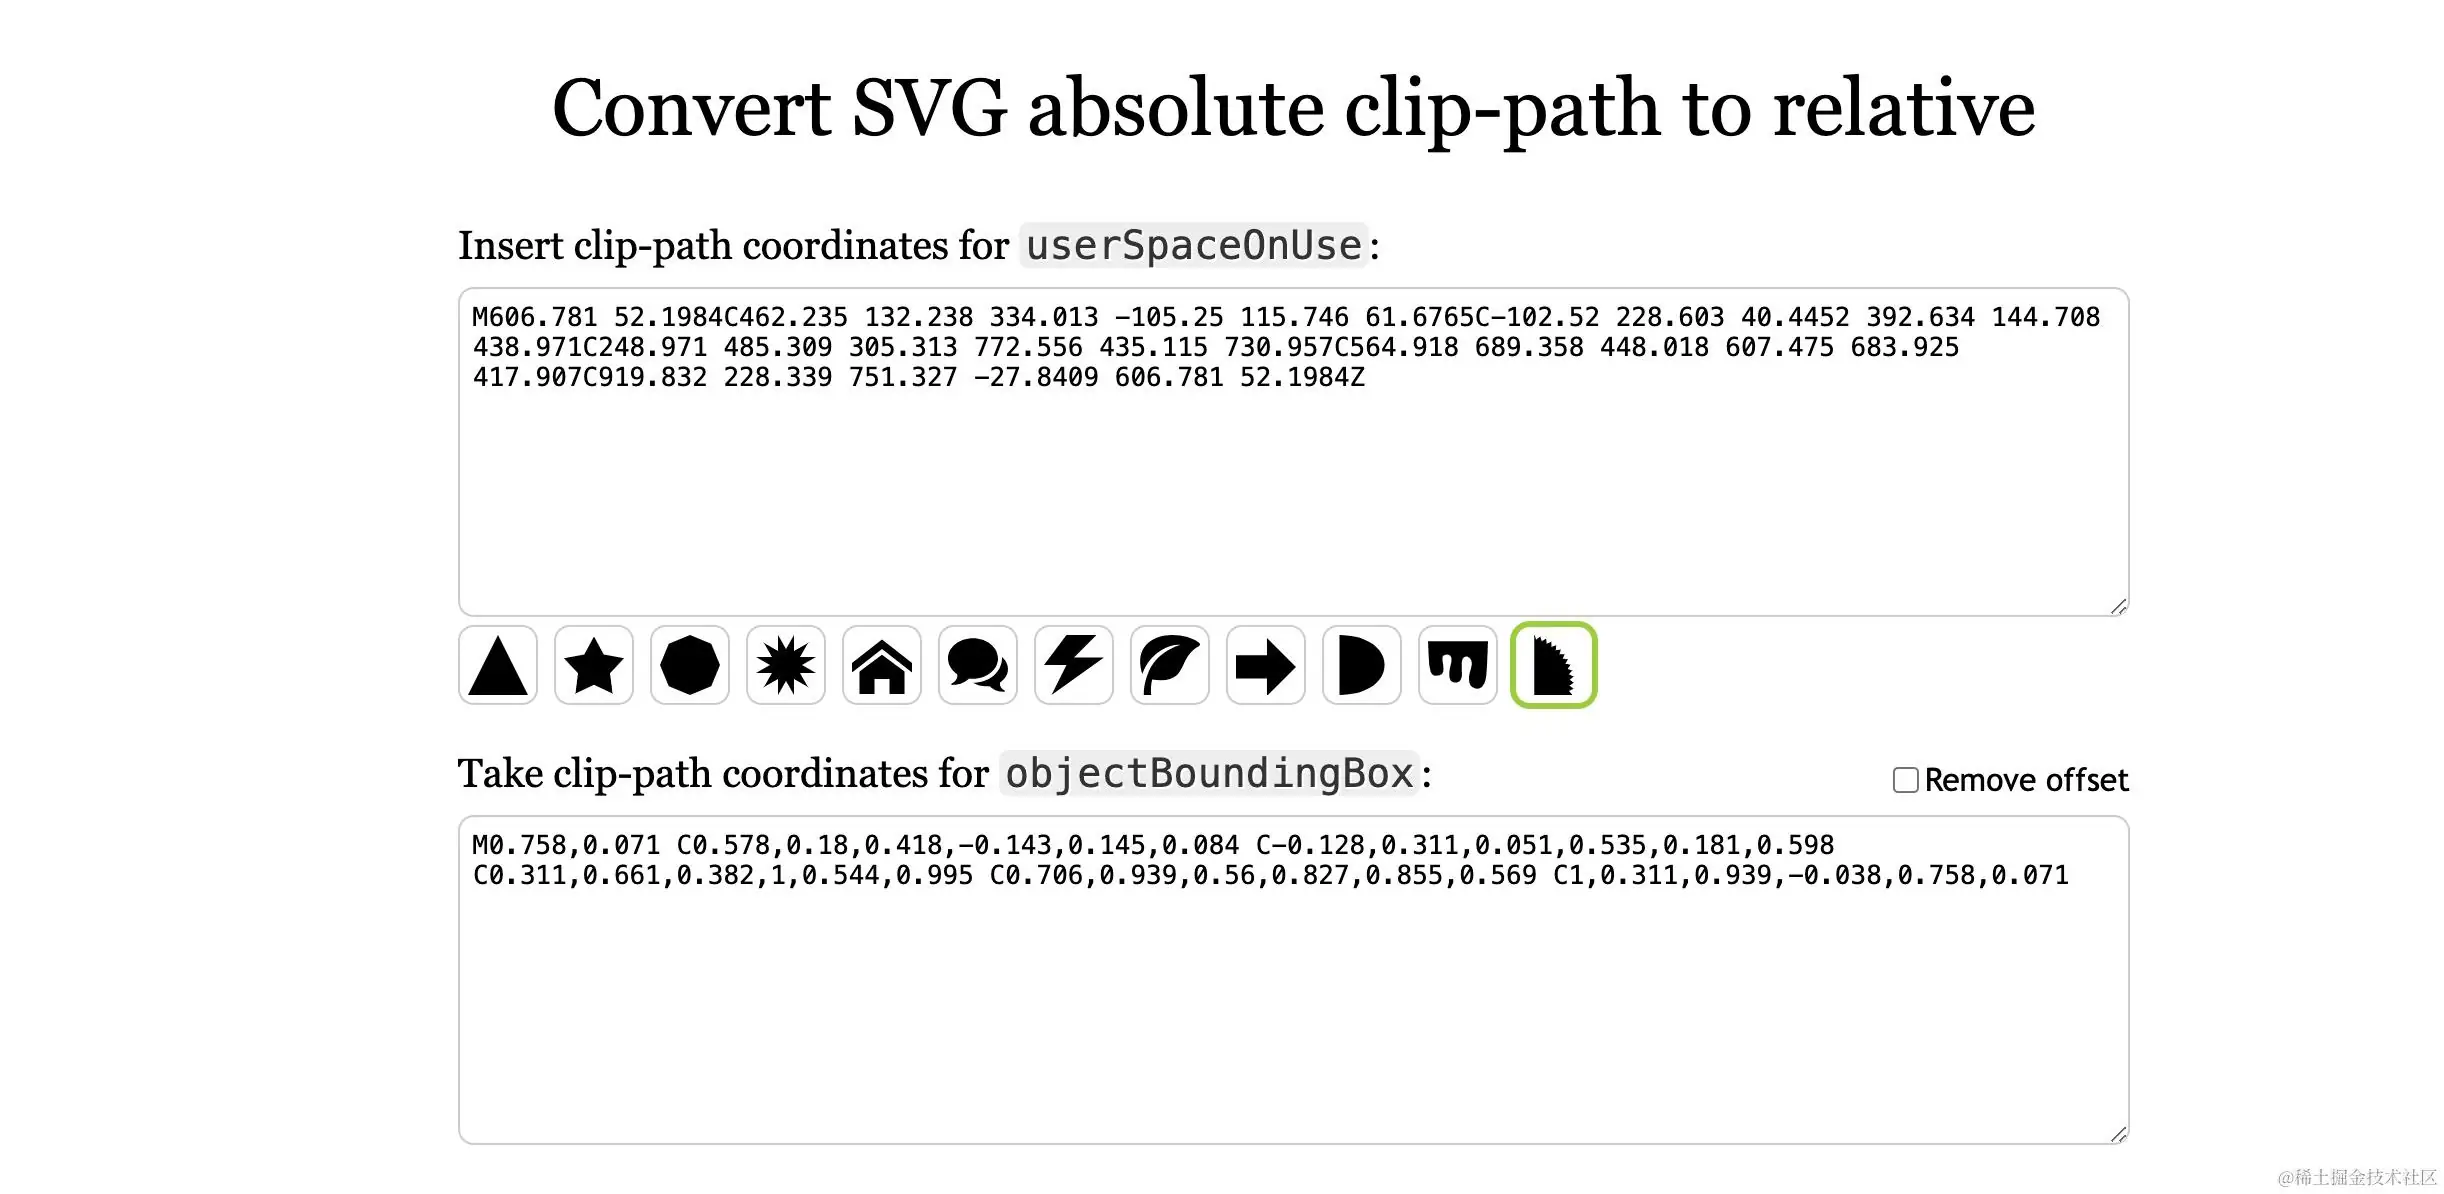 Convert SVG absolute clip-path to relative
Insert clip-path coordinates for userSpaceOnUse:
M606.781 52.1984C462.235 132.238 334.013 -105.25 115.746 61.6765C-102.52 228.603 40.4452 392.634 144.708
438.971C248.971 485.309 305.313 772.556 435.115 730.957C564.918 689.358 448.018 607.475 683.925
417.907C919.832 228.339 751.327 -27.8409 606.781 52.1984Z
Take clip-path coordinates for objectBoundingBox:
Remove offset
M0.758,0.071 C0.578,0.18,0.418,-0.143,0.145,0.084 C-0.128,0.311,0.051,0.535,0.181,0.598
C0.311,0.661,0.382,1,0.544,0.995 C0.706,0.939,0.56,0.827,0.855,0.569 C1,0.311,0.939,-0.038,0.758,0.071
@稀土掘金技术社区